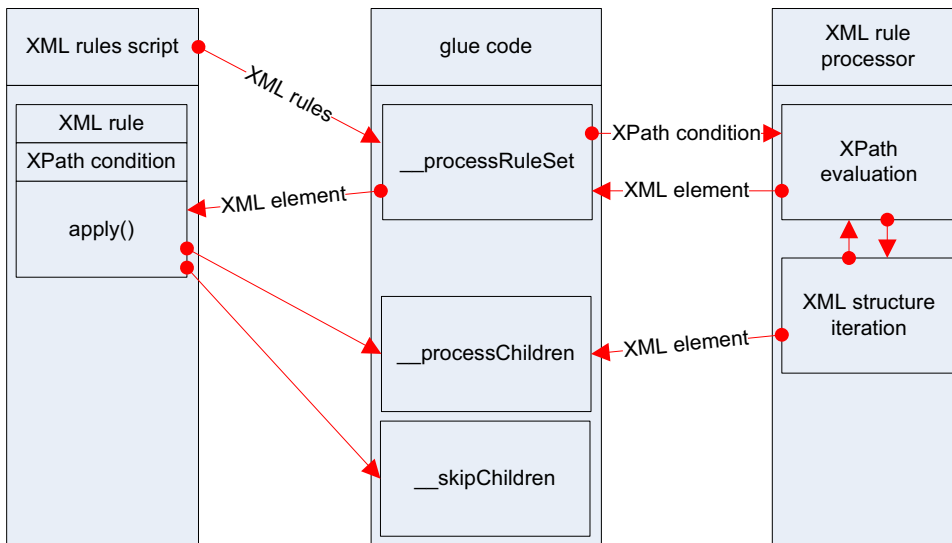 XML rules script
glue code
XML rule
processor
XML rules
XML rule
XPath condition
apply()
__processRuleSet
XPath condition
XML element
XML element
XPath
evaluation
XML structure
iteration
__processChildren
XML element
__skipChildren